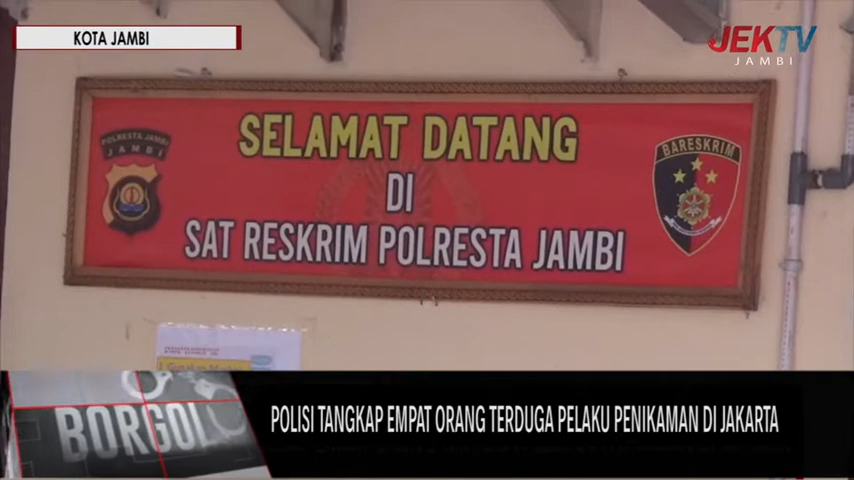 KOTA JAMBI
JEKTV
JAMBI
SELAMAT DATANG
DI
SAT RESKRIM POLRESTA JAMBI
POLRESTA JAMBI
JAMBI
BARESKRIM
BORGOL
POLISI TANGKAP EMPAT ORANG TERDUGA PELAKU PENIKAMAN DI JAKARTA